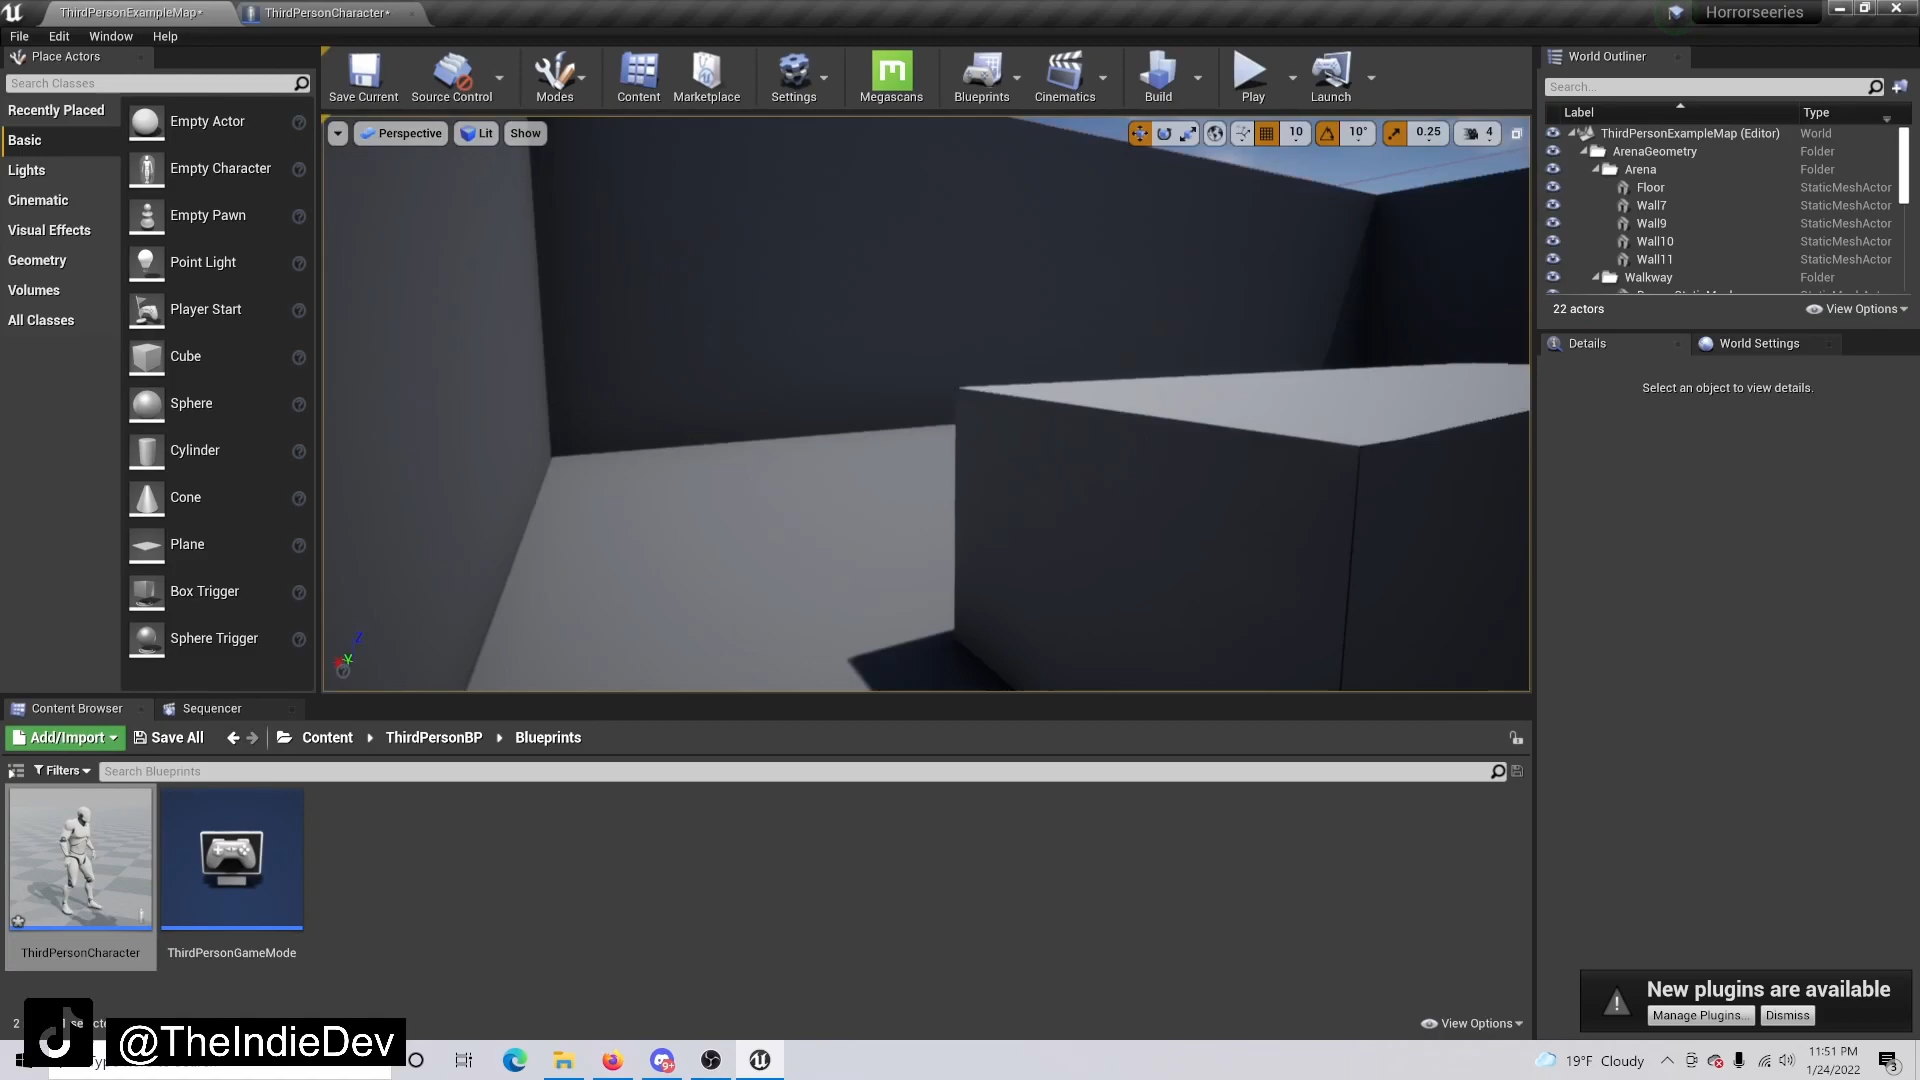 ThirdPersonExampleMap*
ThirdPersonCharacter*
Horrorseeries
File Edit Window Help
Place Actors
Search Classes
Recently Placed
Basic
Lights
Cinematic
Visual Effects
Geometry
Volumes
All Classes
Empty Actor
Empty Character
Empty Pawn
Point Light
Player Start
Cube
Sphere
Cylinder
Cone
Plane
Box Trigger
Sphere Trigger
Save Current
Source Control
Modes
Content
Marketplace
Settings
Megascans
Blueprints
Cinematics
Build
Play
Launch
Perspective
Lit
Show
10
10°
0.25
4
Z
Y
World Outliner
Search...
Label Type
ThirdPersonExampleMap (Editor) World
ArenaGeometry Folder
Arena Folder
Floor StaticMeshActor
Wall7 StaticMeshActor
Wall9 StaticMeshActor
Wall10 StaticMeshActor
Wall11 StaticMeshActor
Walkway Folder
22 actors
View Options
Details
World Settings
Select an object to view details.
Content Browser
Sequencer
Add/Import
Save All
Content
ThirdPersonBP
Blueprints
Filters
Search Blueprints
ThirdPersonCharacter
ThirdPersonGameMode
View Options
New plugins are available
Manage Plugins...
Dismiss
@TheIndieDev
9+
19°F Cloudy
11:51 PM
1/24/2022
3